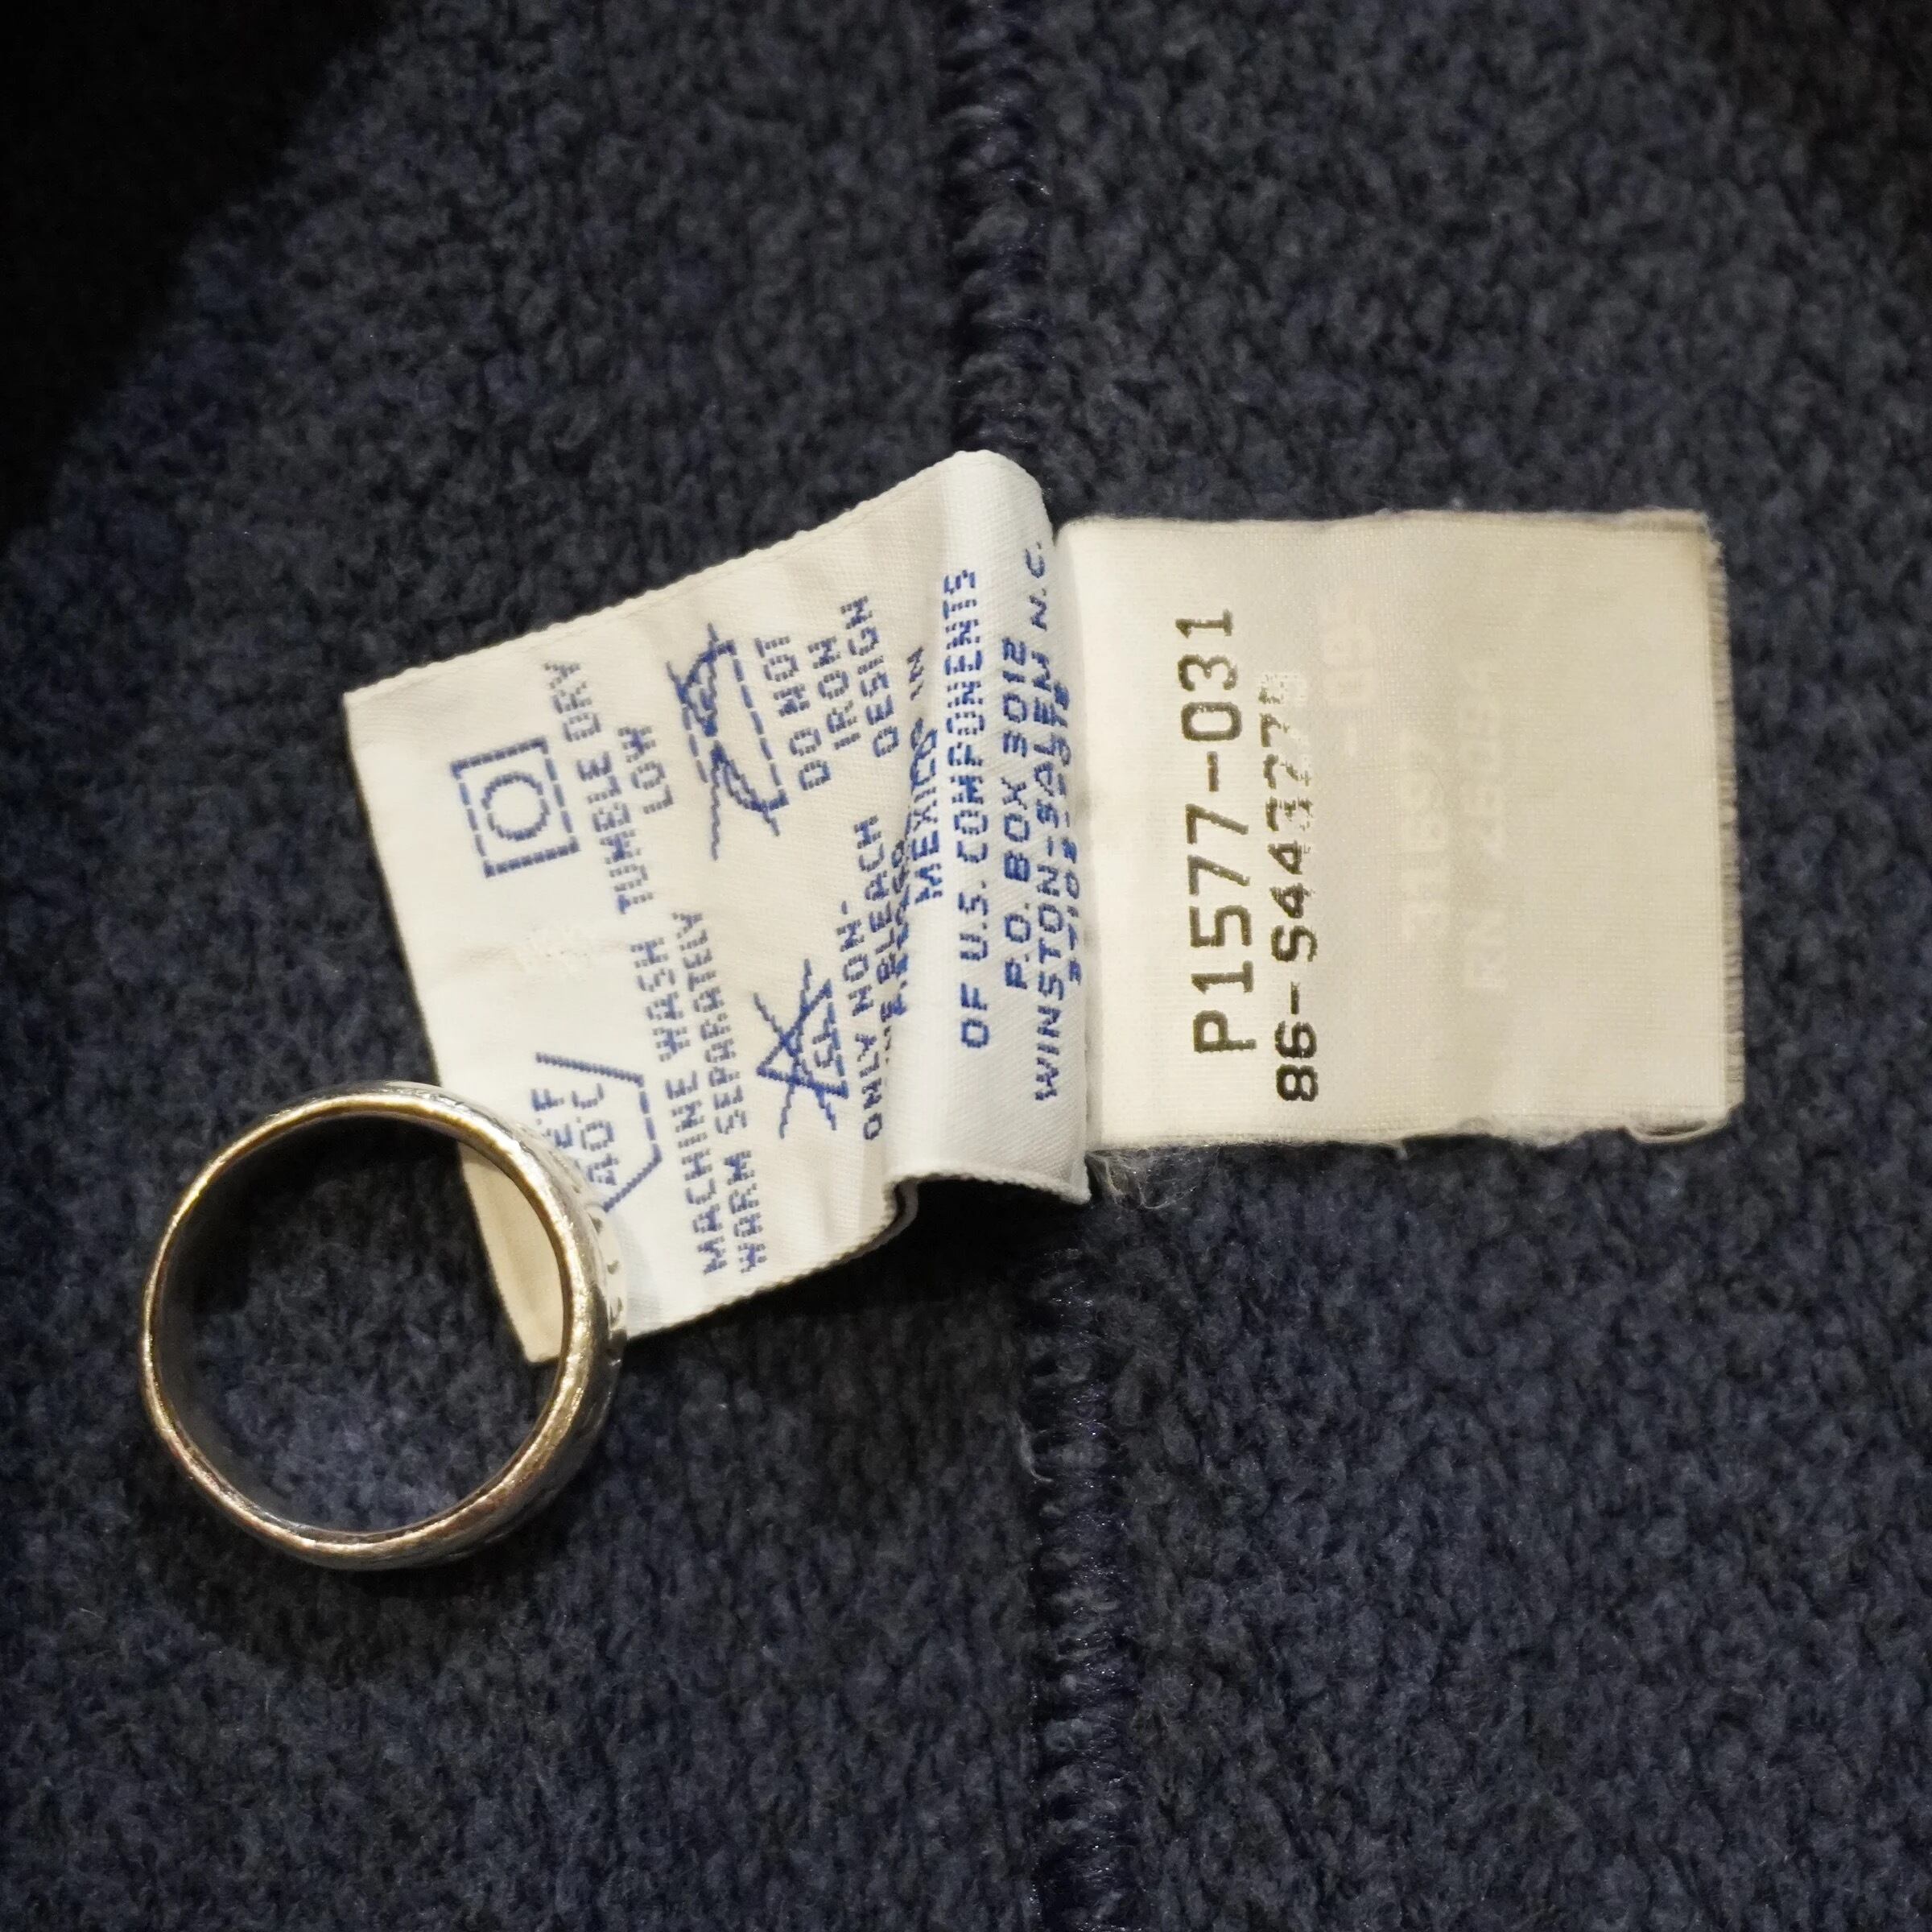 40°C
MACHINE WASH
WARM SEPARATELY
TUMBLE DRY
LOW
ONLY NON-
BLEACH
DO NOT
IRON
DESIGN
IN
MEXICO
OF U.S. COMPONENTS
P.O. BOX 3012
WINSTON-SALEM N.C.
P1577-031
86-S44